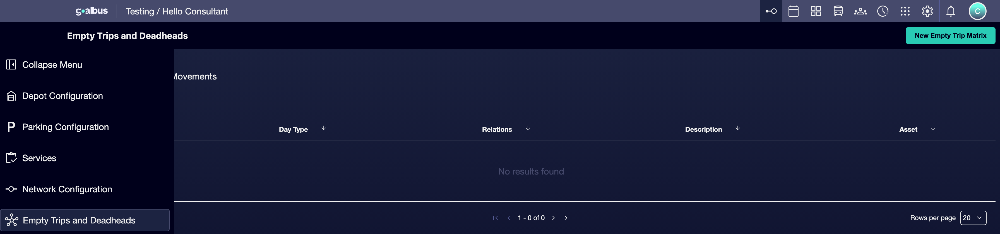 goalbus
Testing / Hello Consultant
C
Empty Trips and Deadheads
New Empty Trip Matrix
Collapse Menu
Movements
Depot Configuration
P Parking Configuration
Day Type
Relations
Description
Asset
Services
No results found
Network Configuration
Empty Trips and Deadheads
1 - 0 of 0
Rows per page 20